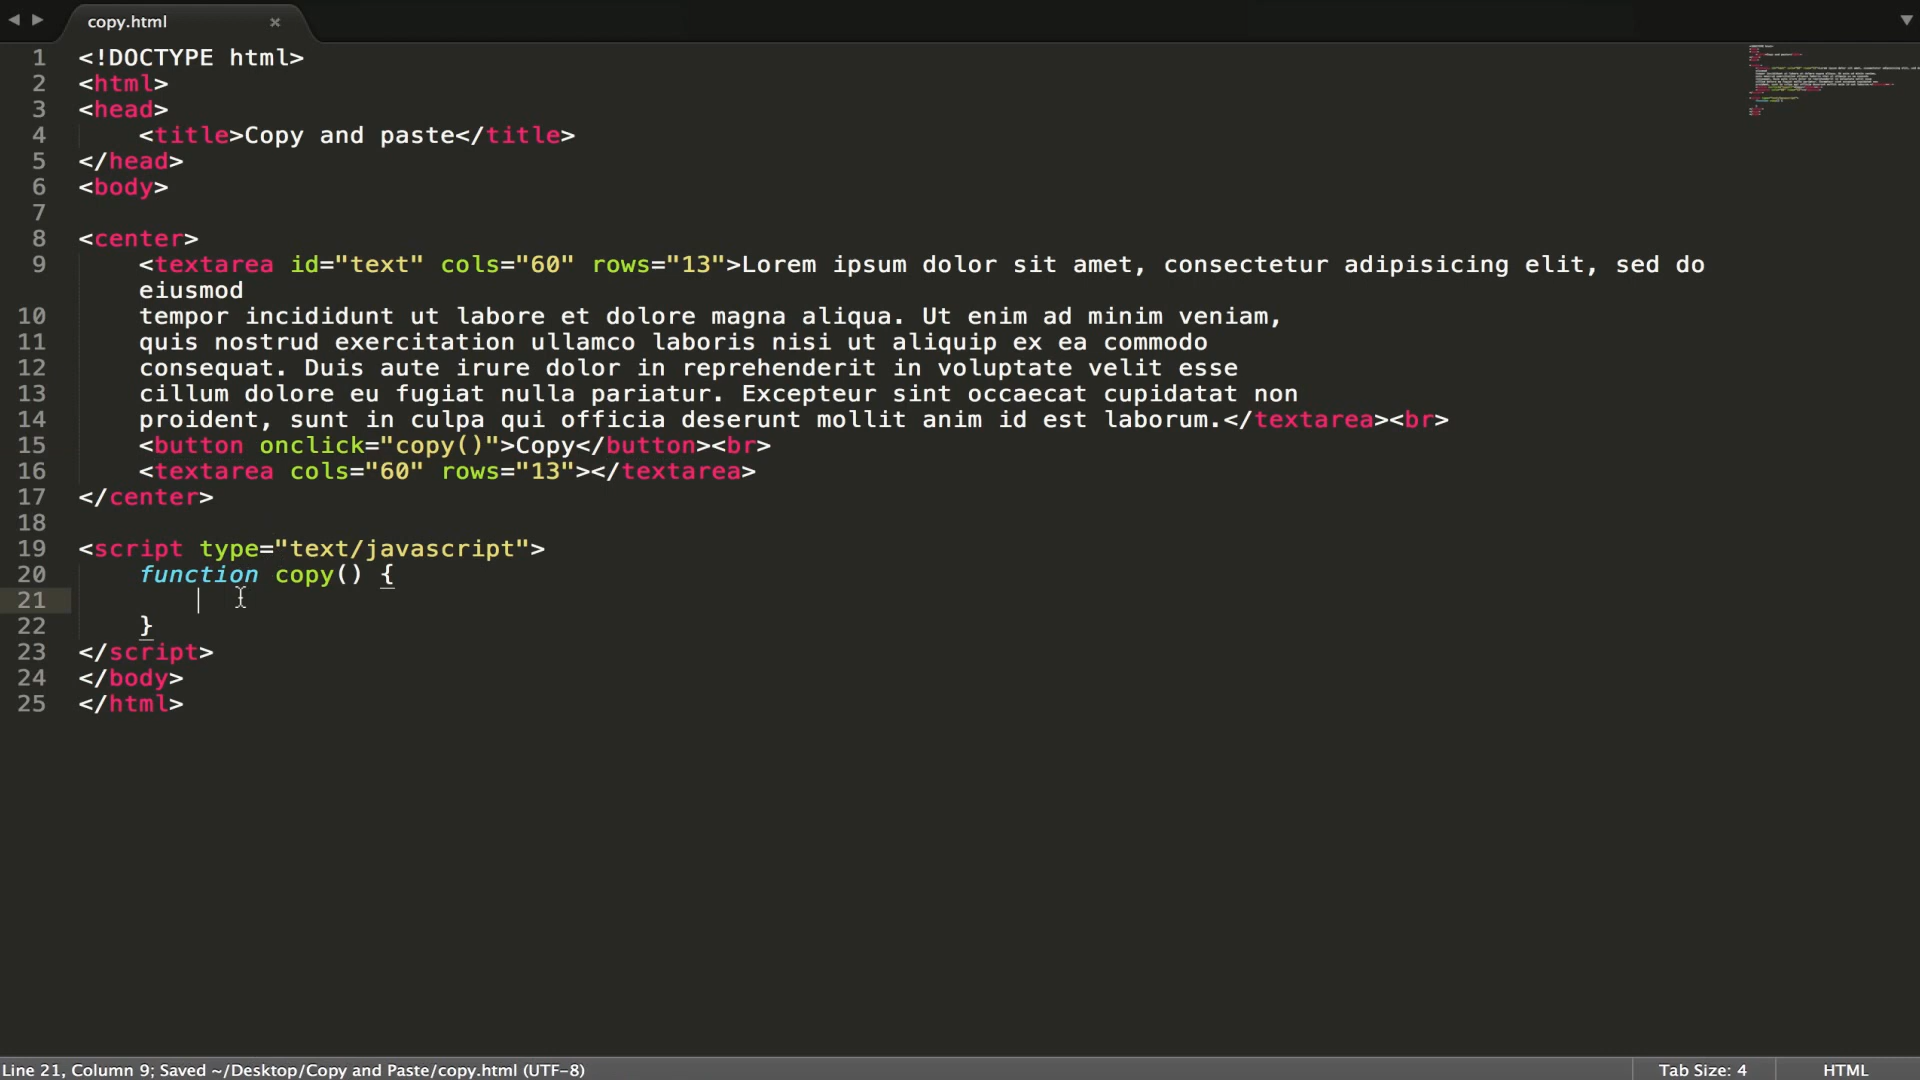 copy.html
1 <!DOCTYPE html>
2 <html>
3 <head>
4 <title>Copy and paste</title>
5 </head>
6 <body>
7
8 <center>
9 <textarea id="text" cols="60" rows="13">Lorem ipsum dolor sit amet, consectetur adipisicing elit, sed do
eiusmod
10 tempor incididunt ut labore et dolore magna aliqua. Ut enim ad minim veniam,
11 quis nostrud exercitation ullamco laboris nisi ut aliquip ex ea commodo
12 consequat. Duis aute irure dolor in reprehenderit in voluptate velit esse
13 cillum dolore eu fugiat nulla pariatur. Excepteur sint occaecat cupidatat non
14 proident, sunt in culpa qui officia deserunt mollit anim id est laborum.</textarea><br>
15 <button onclick="copy()">Copy</button><br>
16 <textarea cols="60" rows="13"></textarea>
17 </center>
18
19 <script type="text/javascript">
20 function copy() {
21
22 }
23 </script>
24 </body>
25 </html>
Line 21, Column 9; Saved ~/Desktop/Copy and Paste/copy.html (UTF-8)
Tab Size: 4
HTML